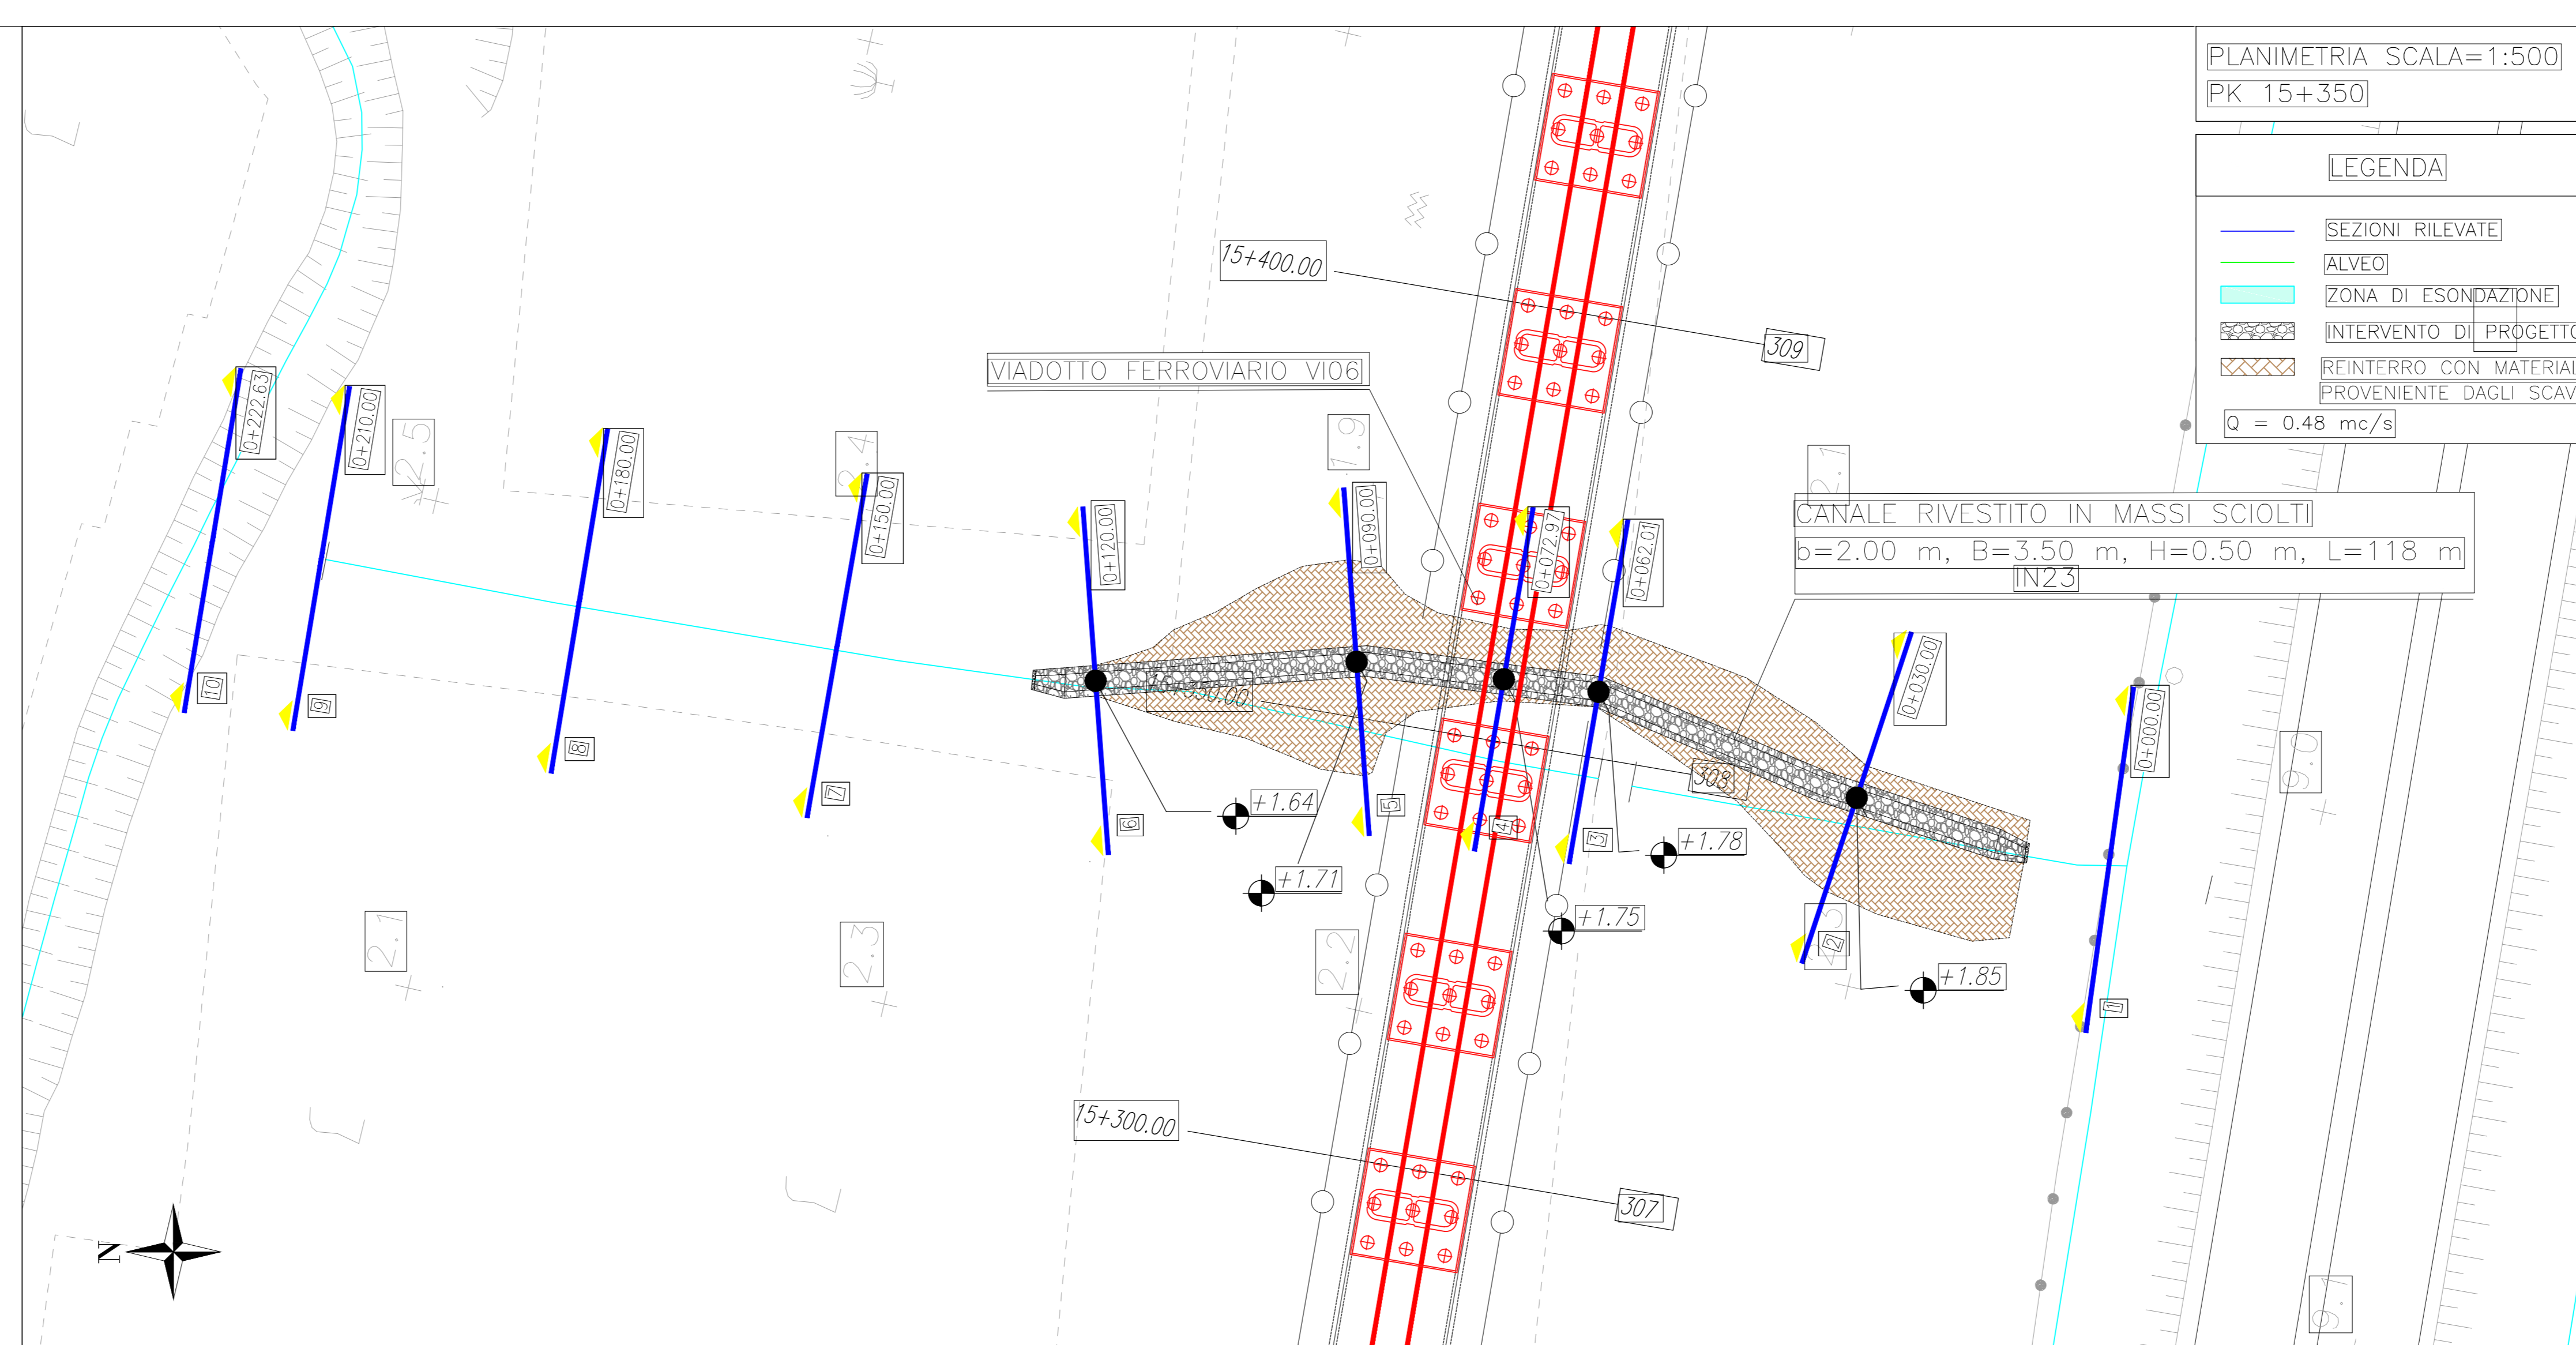 PLANIMETRIA SCALA=1:500
PK 15+350
LEGENDA
SEZIONI RILEVATE
ALVEO
ZONA DI ESONDAZIONE
INTERVENTO DI PROGETTO
REINTERRO CON MATERIAL
PROVENIENTE DAGLI SCAV
Q = 0.48 mc/s
15+400.00
309
VIADOTTO FERROVIARIO VI06
CANALE RIVESTITO IN MASSI SCIOLTI
b=2.00 m, B=3.50 m, H=0.50 m, L=118 m
IN23
0+222.63
0+210.00
0+180.00
0+150.00
0+120.00
0+090.00
0+072.97
0+062.01
0+030.00
0+000.00
2.5
2.4
1.9
2.1
308
10
9
8
7
6
5
4
3
2
1
+1.64
+1.71
+1.75
+1.78
+1.85
2.1
2.3
2.2
9.0
9.7
15+300.00
307
N